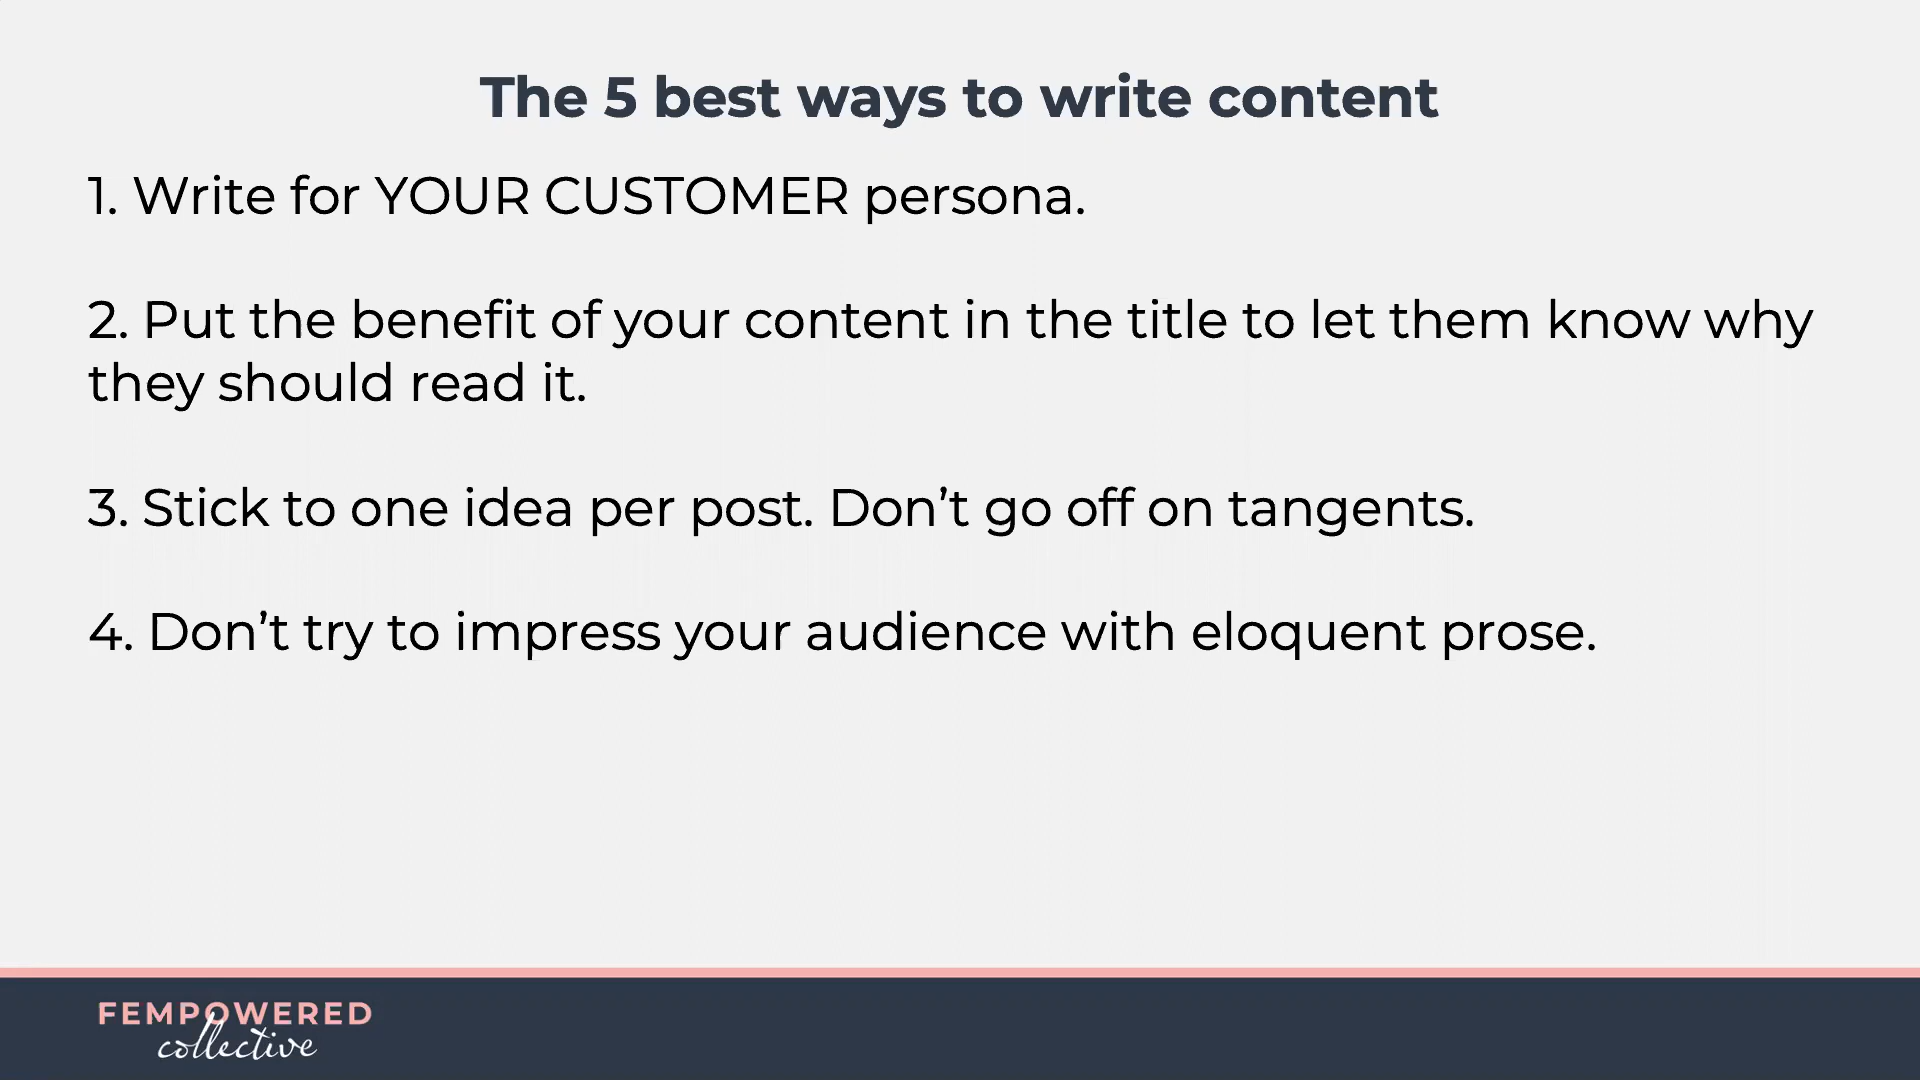 The 5 best ways to write content
1. Write for YOUR CUSTOMER persona.
2. Put the benefit of your content in the title to let them know why
they should read it.
3. Stick to one idea per post. Don’t go off on tangents.
4. Don’t try to impress your audience with eloquent prose.
FEMPOWERED
collective